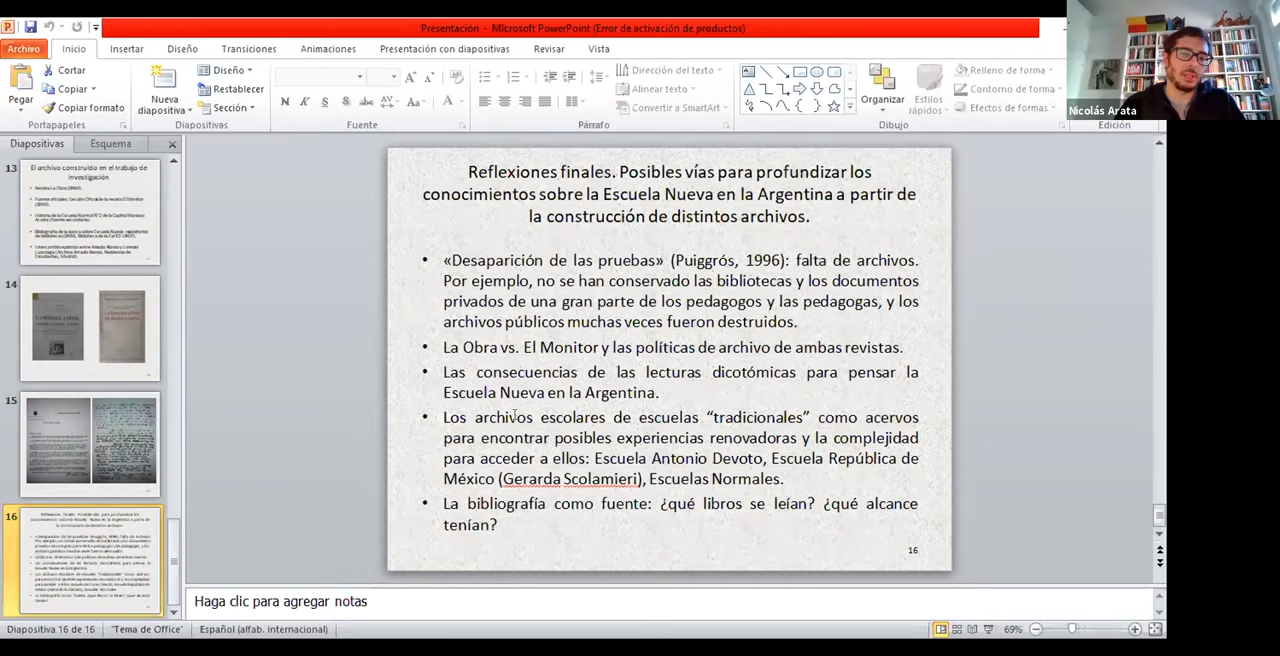 Presentación - Microsoft PowerPoint (Error de activación de productos)
Archivo Inicio Insertar Diseño Transiciones Animaciones Presentación con diapositivas Revisar Vista
Nicolás Arata
Pegar
Cortar
Copiar
Copiar formato
Portapapeles
Nueva diapositiva
Diseño
Restablecer
Sección
Diapositivas
N K S S abc AV Aa A
Fuente
Dirección del texto
Alinear texto
Convertir a SmartArt
Párrafo
Organizar
Estilos rápidos
Relleno de forma
Contorno de forma
Efectos de formas
Dibujo
Edición
Diapositivas Esquema
13
El archivo construido en el trabajo de
investigación
14
15
16
Reflexiones finales. Posibles vías para profundizar los
conocimientos sobre la Escuela Nueva en la Argentina a partir de
la construcción de distintos archivos.
• «Desaparición de las pruebas» (Puiggrós, 1996): falta de archivos.
Por ejemplo, no se han conservado las bibliotecas y los documentos
privados de una gran parte de los pedagogos y las pedagogas, y los
archivos públicos muchas veces fueron destruidos.
• La Obra vs. El Monitor y las políticas de archivo de ambas revistas.
• Las consecuencias de las lecturas dicotómicas para pensar la
Escuela Nueva en la Argentina.
• Los archivos escolares de escuelas “tradicionales” como acervos
para encontrar posibles experiencias renovadoras y la complejidad
para acceder a ellos: Escuela Antonio Devoto, Escuela República de
México (Gerarda Scolamieri), Escuelas Normales.
• La bibliografía como fuente: ¿qué libros se leían? ¿qué alcance
tenían?
16
Haga clic para agregar notas
Diapositiva 16 de 16 "Tema de Office" Español (alfab. internacional) 69%